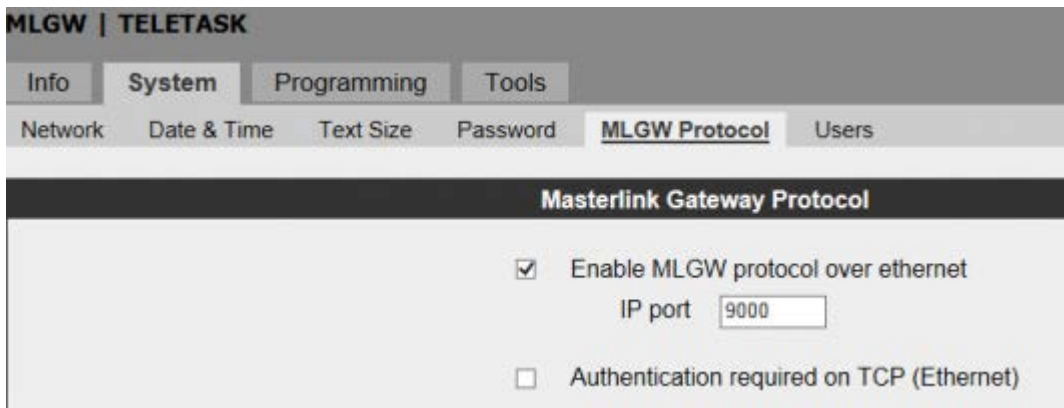 MLGW | TELETASK
Info System Programming Tools
Network Date & Time Text Size Password MLGW Protocol Users
Masterlink Gateway Protocol
Enable MLGW protocol over ethernet
IP port 9000
Authentication required on TCP (Ethernet)